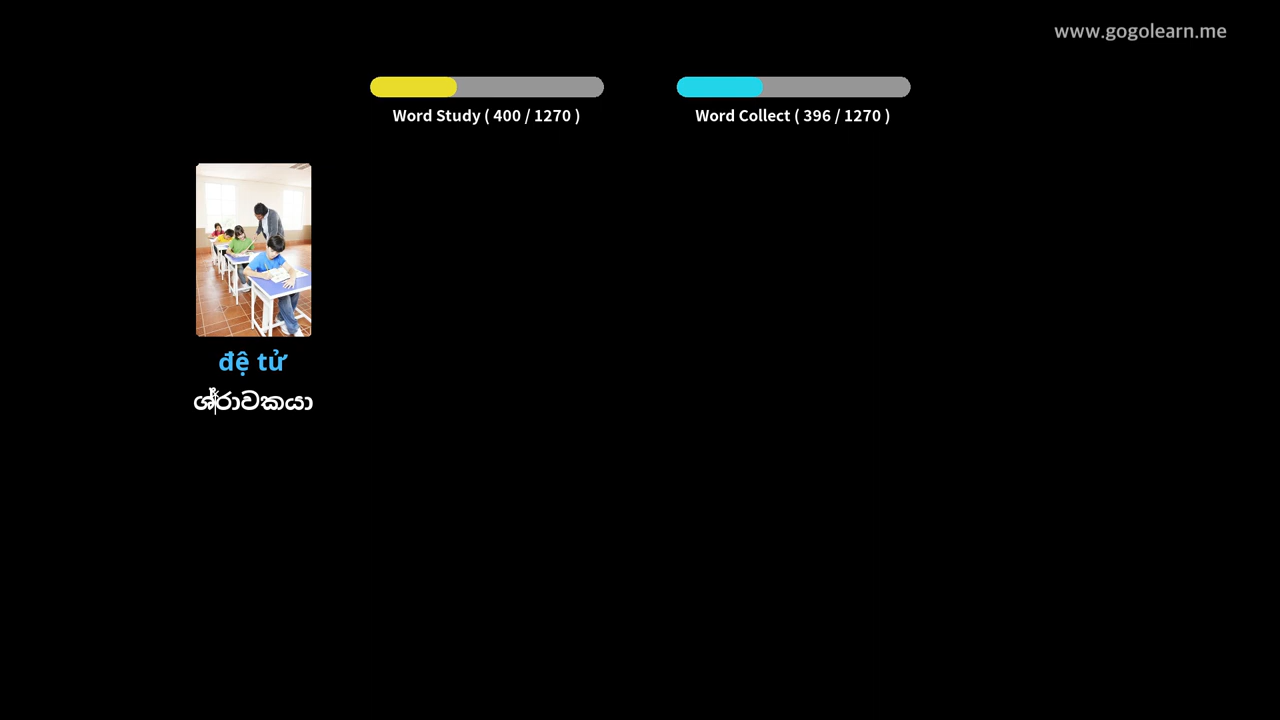 www.gogolearn.me
Word Study ( 400 / 1270 )
Word Collect ( 396 / 1270 )
đệ tử
ශ්‍රාවකයා